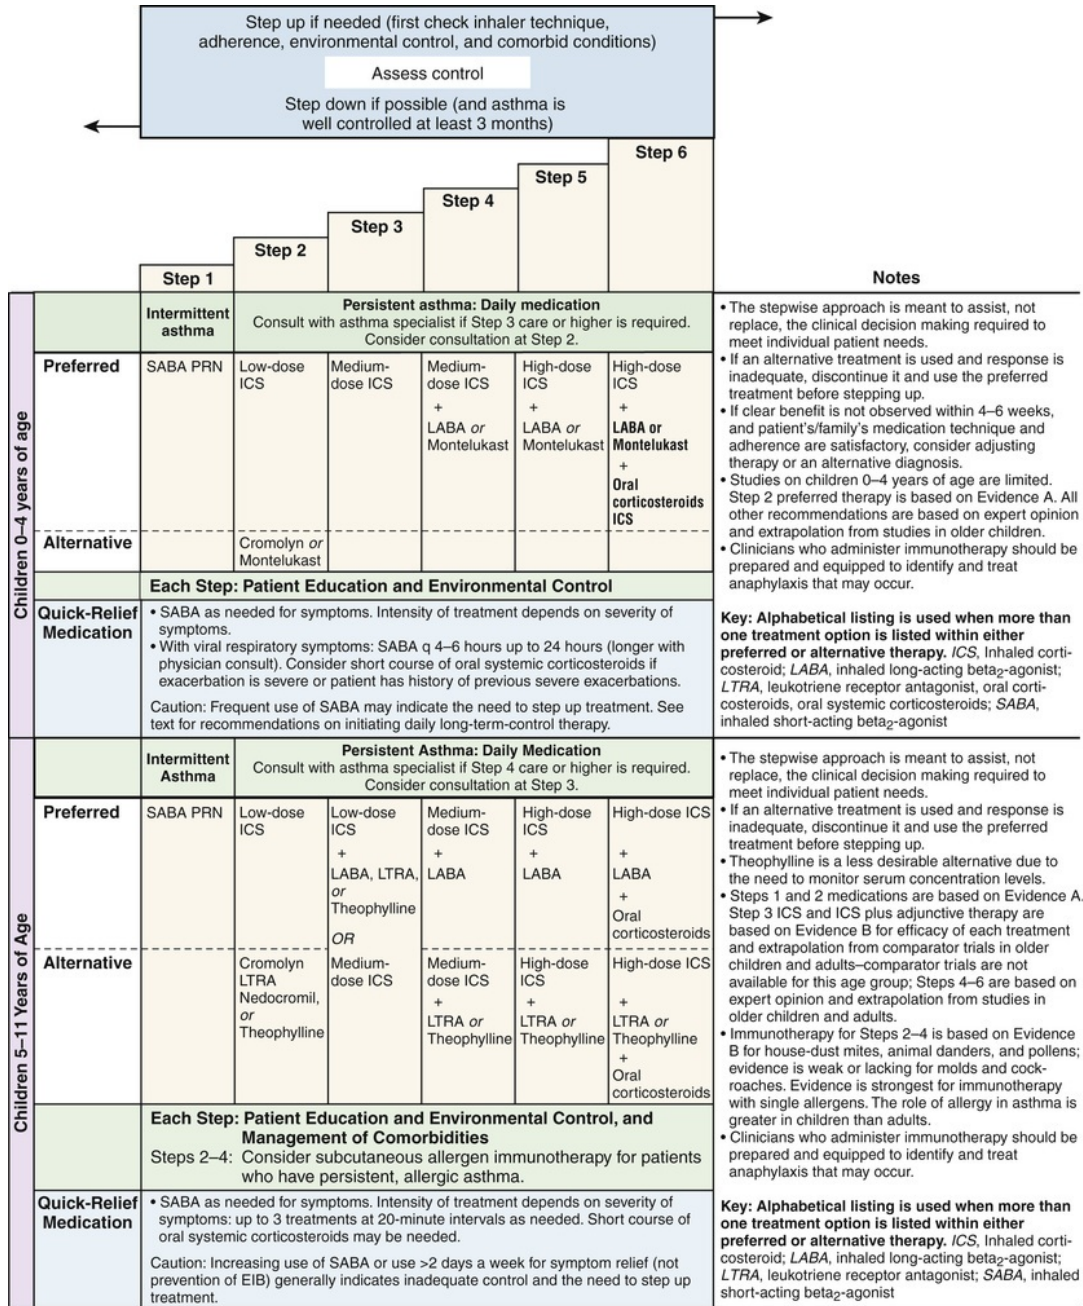 Step up if needed (first check inhaler technique,
adherence, environmental control, and comorbid conditions)
Assess control
Step down if possible (and asthma is
well controlled at least 3 months)
Step 6
Step 5
Step 4
Step 3
Step 2
Step 1
Notes
Children 0–4 years of age
Intermittent
asthma
Persistent asthma: Daily medication
Consult with asthma specialist if Step 3 care or higher is required.
Consider consultation at Step 2.
Preferred
SABA PRN
Low-dose
ICS
Medium-
dose ICS
Medium-
dose ICS
+
LABA or
Montelukast
High-dose
ICS
+
LABA or
Montelukast
High-dose
ICS
+
LABA or
Montelukast
+
Oral
corticosteroids
ICS
Alternative
Cromolyn or
Montelukast
Each Step: Patient Education and Environmental Control
Quick-Relief
Medication
• SABA as needed for symptoms. Intensity of treatment depends on severity of
symptoms.
• With viral respiratory symptoms: SABA q 4–6 hours up to 24 hours (longer with
physician consult). Consider short course of oral systemic corticosteroids if
exacerbation is severe or patient has history of previous severe exacerbations.
Caution: Frequent use of SABA may indicate the need to step up treatment. See
text for recommendations on initiating daily long-term-control therapy.
• The stepwise approach is meant to assist, not
replace, the clinical decision making required to
meet individual patient needs.
• If an alternative treatment is used and response is
inadequate, discontinue it and use the preferred
treatment before stepping up.
• If clear benefit is not observed within 4–6 weeks,
and patient's/family's medication technique and
adherence are satisfactory, consider adjusting
therapy or an alternative diagnosis.
• Studies on children 0–4 years of age are limited.
Step 2 preferred therapy is based on Evidence A. All
other recommendations are based on expert opinion
and extrapolation from studies in older children.
• Clinicians who administer immunotherapy should be
prepared and equipped to identify and treat
anaphylaxis that may occur.
Key: Alphabetical listing is used when more than
one treatment option is listed within either
preferred or alternative therapy. ICS, Inhaled corti-
costeroid; LABA, inhaled long-acting beta2-agonist;
LTRA, leukotriene receptor antagonist, oral corti-
costeroids, oral systemic corticosteroids; SABA,
inhaled short-acting beta2-agonist
Children 5–11 Years of Age
Intermittent
Asthma
Persistent Asthma: Daily Medication
Consult with asthma specialist if Step 4 care or higher is required.
Consider consultation at Step 3.
Preferred
SABA PRN
Low-dose
ICS
Low-dose
ICS
+
LABA, LTRA,
or
Theophylline
OR
Medium-
dose ICS
+
LABA
High-dose
ICS
+
LABA
High-dose ICS
+
LABA
+
Oral
corticosteroids
Alternative
Cromolyn
LTRA
Nedocromil,
or
Theophylline
Medium-
dose ICS
Medium-
dose ICS
+
LTRA or
Theophylline
High-dose
ICS
+
LTRA or
Theophylline
High-dose ICS
+
LTRA or
Theophylline
+
Oral
corticosteroids
Each Step: Patient Education and Environmental Control, and
Management of Comorbidities
Steps 2–4: Consider subcutaneous allergen immunotherapy for patients
who have persistent, allergic asthma.
Quick-Relief
Medication
• SABA as needed for symptoms. Intensity of treatment depends on severity of
symptoms: up to 3 treatments at 20-minute intervals as needed. Short course of
oral systemic corticosteroids may be needed.
Caution: Increasing use of SABA or use >2 days a week for symptom relief (not
prevention of EIB) generally indicates inadequate control and the need to step up
treatment.
• The stepwise approach is meant to assist, not
replace, the clinical decision making required to
meet individual patient needs.
• If an alternative treatment is used and response is
inadequate, discontinue it and use the preferred
treatment before stepping up.
• Theophylline is a less desirable alternative due to
the need to monitor serum concentration levels.
• Steps 1 and 2 medications are based on Evidence A.
Step 3 ICS and ICS plus adjunctive therapy are
based on Evidence B for efficacy of each treatment
and extrapolation from comparator trials in older
children and adults–comparator trials are not
available for this age group; Steps 4–6 are based on
expert opinion and extrapolation from studies in
older children and adults.
• Immunotherapy for Steps 2–4 is based on Evidence
B for house-dust mites, animal danders, and pollens;
evidence is weak or lacking for molds and cock-
roaches. Evidence is strongest for immunotherapy
with single allergens. The role of allergy in asthma is
greater in children than adults.
• Clinicians who administer immunotherapy should be
prepared and equipped to identify and treat
anaphylaxis that may occur.
Key: Alphabetical listing is used when more than
one treatment option is listed within either
preferred or alternative therapy. ICS, Inhaled corti-
costeroid; LABA, inhaled long-acting beta2-agonist;
LTRA, leukotriene receptor antagonist; SABA, inhaled
short-acting beta2-agonist